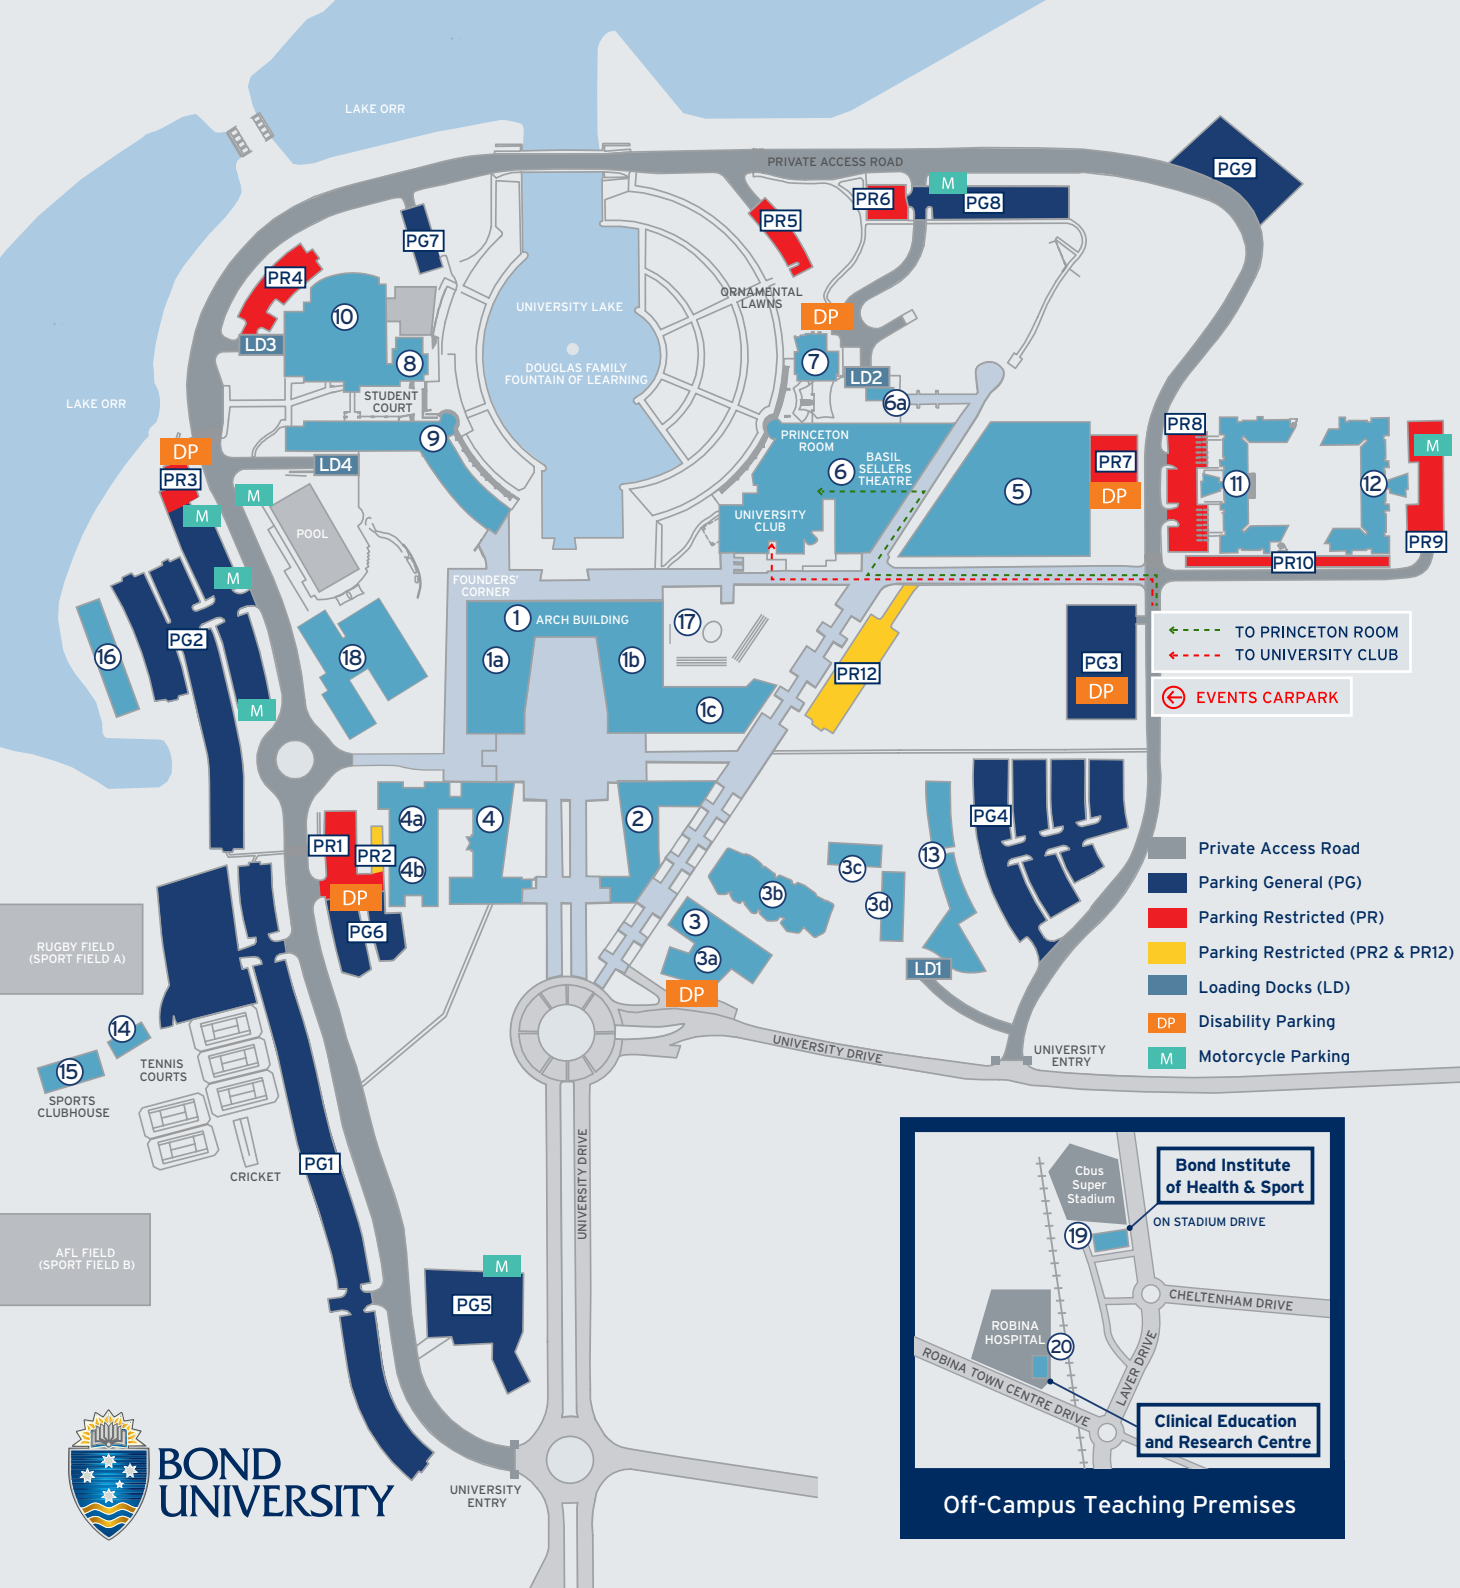 LAKE ORR
PRIVATE ACCESS ROAD
PG9
M
PR6
PG8
PR5
PG7
PR4
ORNAMENTAL
LAWNS
UNIVERSITY LAKE
DP
10
LD3
8
7
DOUGLAS FAMILY
FOUNTAIN OF LEARNING
LD2
STUDENT
COURT
6a
LAKE ORR
9
PRINCETON
ROOM
PR8
M
DP
LD4
6
BASIL
SELLERS
THEATRE
PR7
PR3
5
DP
11
12
M
M
UNIVERSITY
CLUB
POOL
PR9
PR10
M
FOUNDERS'
CORNER
1
ARCH BUILDING
17
TO PRINCETON ROOM
TO UNIVERSITY CLUB
PG2
16
18
1a
1b
PR12
PG3
DP
EVENTS CARPARK
M
1c
4a
4
2
PG4
PR1
PR2
4b
3c
13
DP
3b
3d
PG6
3
3a
LD1
DP
Private Access Road
Parking General (PG)
Parking Restricted (PR)
Parking Restricted (PR2 & PR12)
Loading Docks (LD)
DP Disability Parking
M Motorcycle Parking
RUGBY FIELD
(SPORT FIELD A)
14
15
TENNIS
COURTS
SPORTS
CLUBHOUSE
UNIVERSITY DRIVE
UNIVERSITY
ENTRY
CRICKET
PG1
UNIVERSITY DRIVE
AFL FIELD
(SPORT FIELD B)
M
PG5
UNIVERSITY
ENTRY
BOND
UNIVERSITY
Cbus
Super
Stadium
Bond Institute
of Health & Sport
ON STADIUM DRIVE
19
CHELTENHAM DRIVE
ROBINA
HOSPITAL
20
LAVER DRIVE
ROBINA TOWN CENTRE DRIVE
Clinical Education
and Research Centre
Off-Campus Teaching Premises